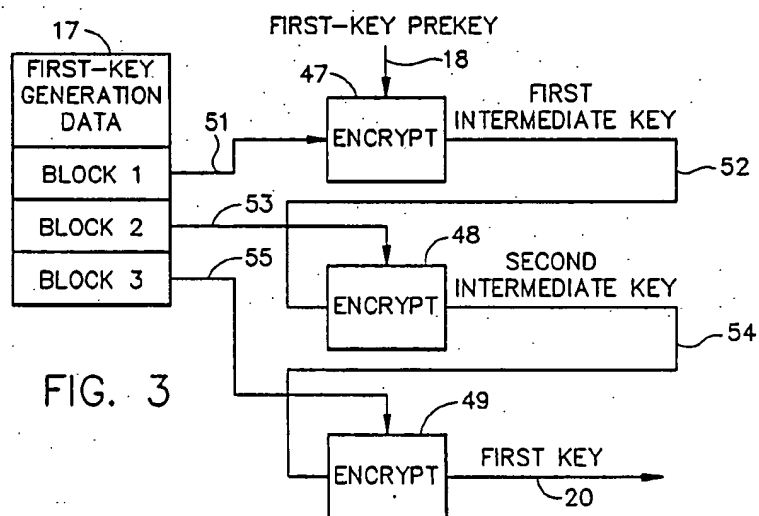 17
FIRST-KEY
GENERATION
DATA
BLOCK 1
BLOCK 2
BLOCK 3
FIRST-KEY PREKEY
18
47
ENCRYPT
51
FIRST
INTERMEDIATE KEY
52
53
48
ENCRYPT
SECOND
INTERMEDIATE KEY
54
55
49
ENCRYPT
FIRST KEY
20
FIG. 3